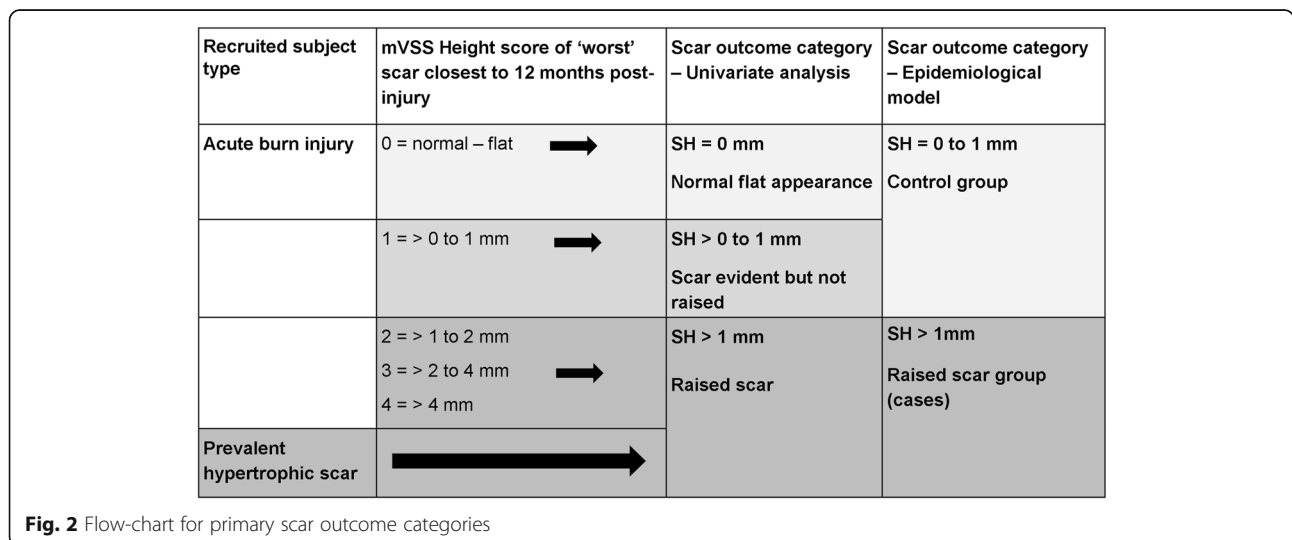 Recruited subject type
mVSS Height score of ‘worst’ scar closest to 12 months post-injury
Scar outcome category – Univariate analysis
Scar outcome category – Epidemiological model
Acute burn injury
0 = normal – flat
SH = 0 mm
Normal flat appearance
SH = 0 to 1 mm
Control group
1 = > 0 to 1 mm
SH > 0 to 1 mm
Scar evident but not raised
2 = > 1 to 2 mm
3 = > 2 to 4 mm
4 = > 4 mm
SH > 1 mm
Raised scar
SH > 1mm
Raised scar group (cases)
Prevalent hypertrophic scar
Fig. 2 Flow-chart for primary scar outcome categories